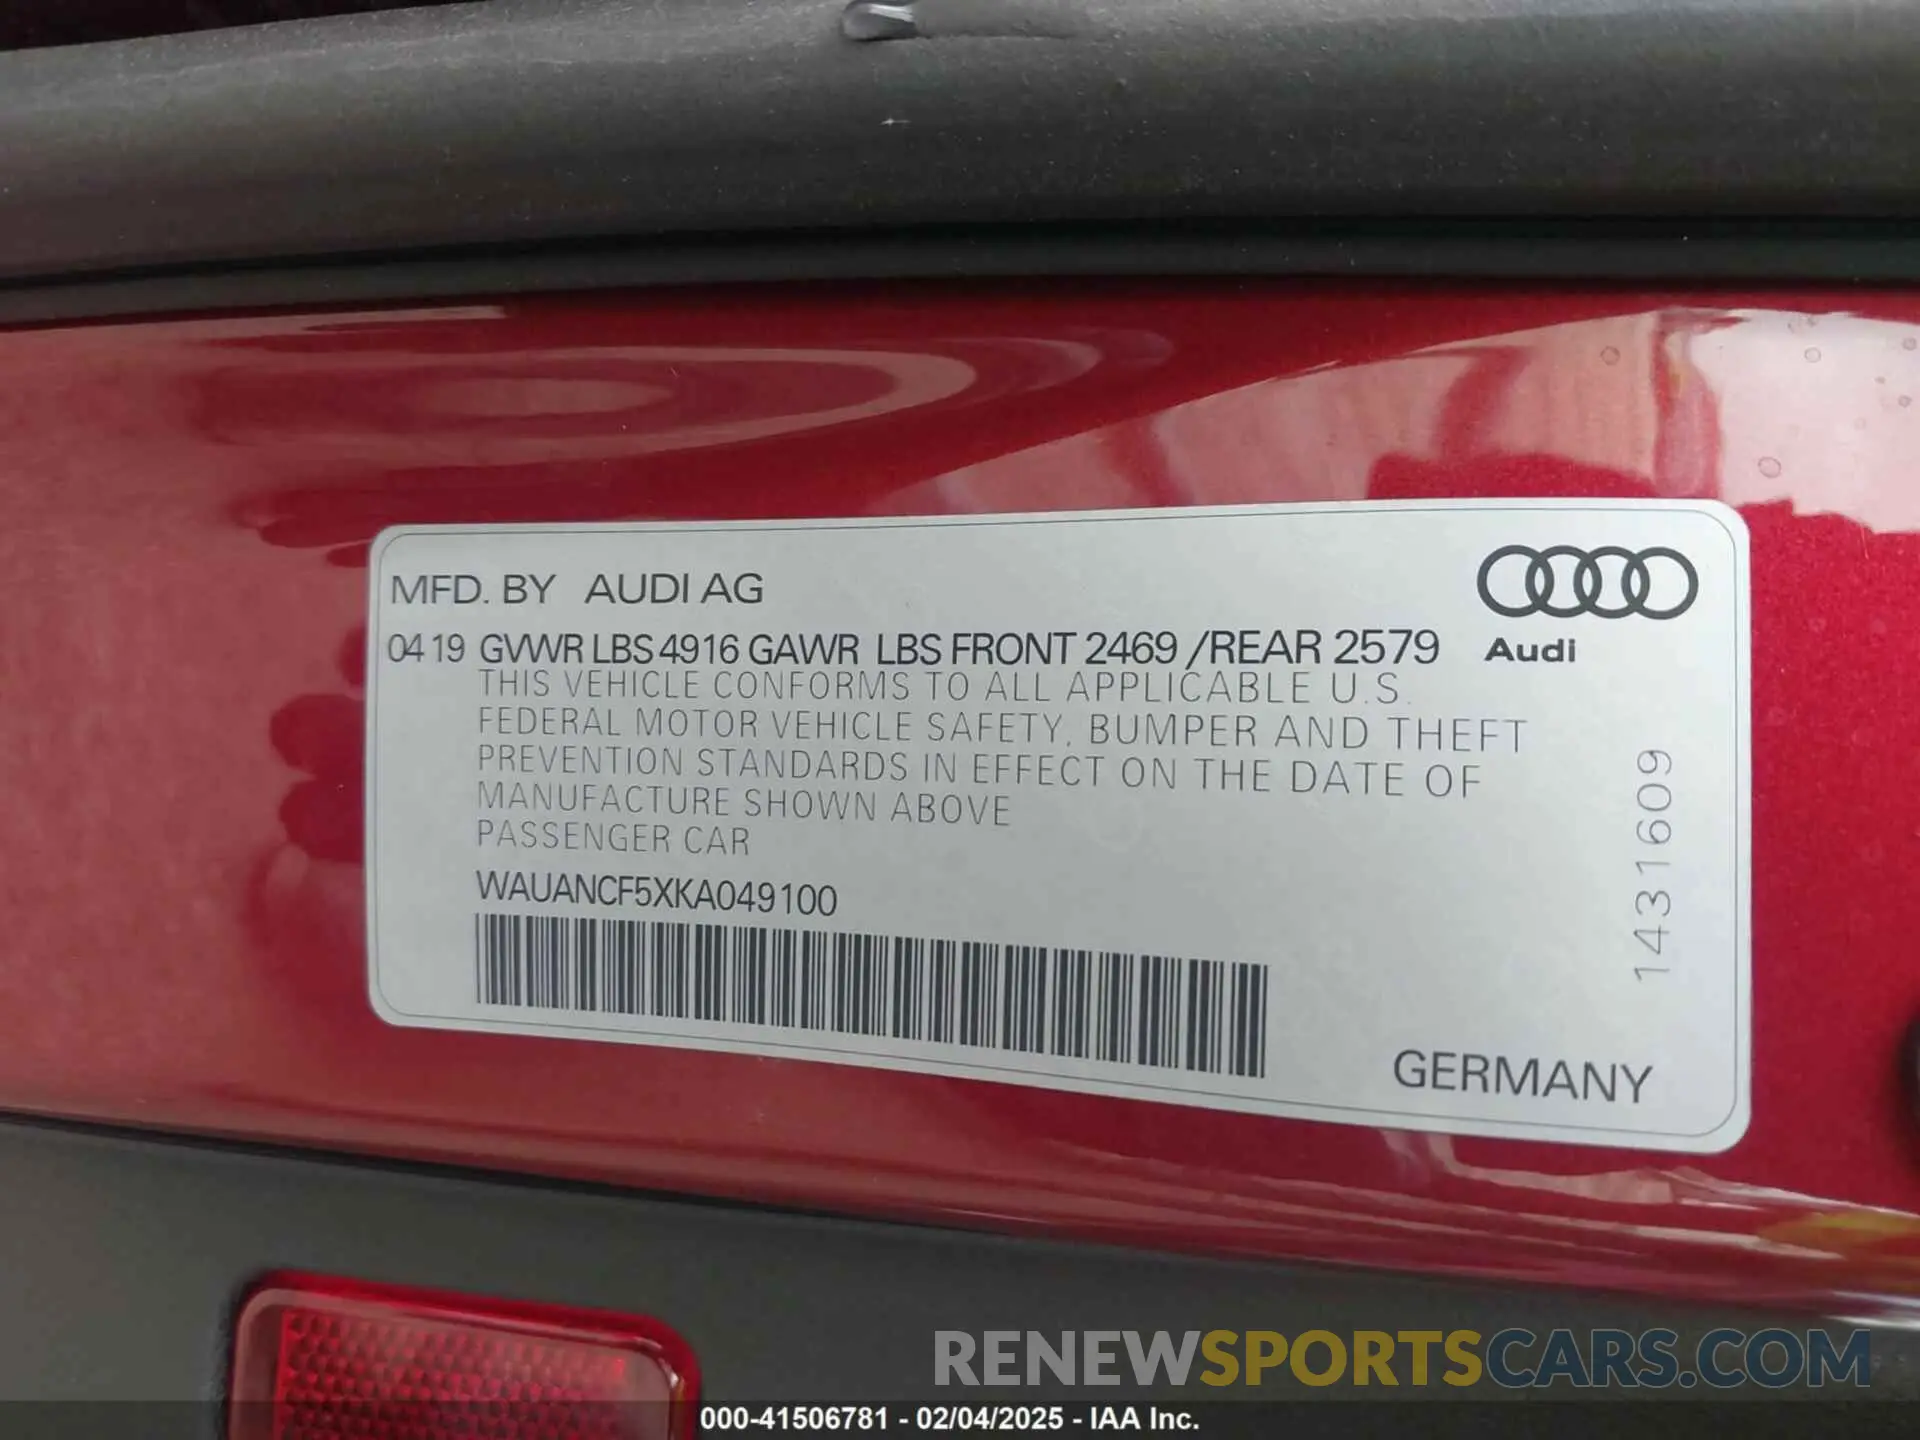 MFD. BY AUDI AG
04 19 GVWR LBS 4916 GAWR LBS FRONT 2469 /REAR 2579
Audi
THIS VEHICLE CONFORMS TO ALL APPLICABLE U.S.
FEDERAL MOTOR VEHICLE SAFETY, BUMPER AND THEFT
PREVENTION STANDARDS IN EFFECT ON THE DATE OF
MANUFACTURE SHOWN ABOVE
PASSENGER CAR
WAUANCF5XKA049100
1431609
GERMANY
RENEWSPORTSCARS.COM
000-41506781 - 02/04/2025 - IAA Inc.